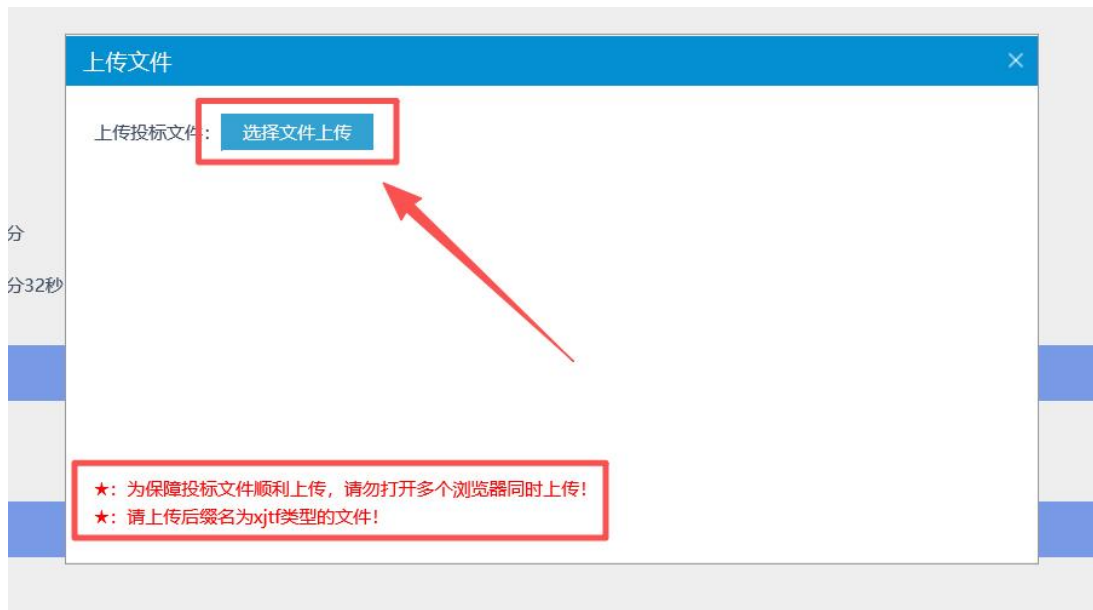 上传文件
上传投标文件：
选择文件上传
分
分32秒
★：为保障投标文件顺利上传，请勿打开多个浏览器同时上传！
★：请上传后缀名为xjtf类型的文件！